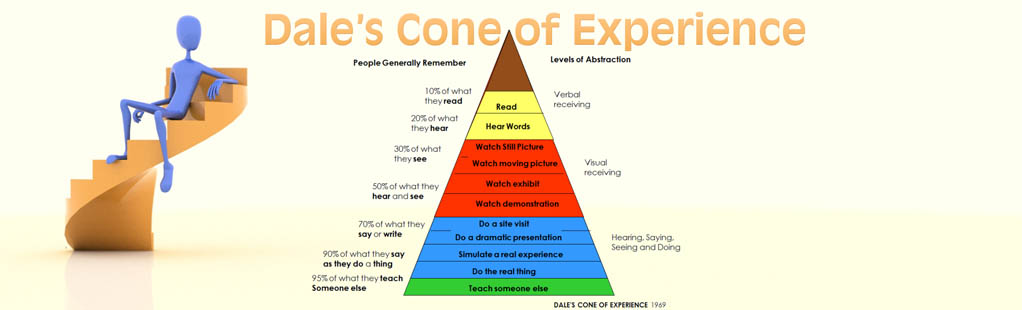 Dale's Cone of Experience
People Generally Remember
Levels of Abstraction
10% of what
they read
20% of what
they hear
30% of what
they see
50% of what they
hear and see
70% of what they
say or write
90% of what they say
as they do a thing
95% of what they teach
Someone else
Read
Hear Words
Watch Still Picture
Watch moving picture
Watch exhibit
Watch demonstration
Do a site visit
Do a dramatic presentation
Simulate a real experience
Do the real thing
Teach someone else
Verbal
receiving
Visual
receiving
Hearing, Saying,
Seeing and Doing
DALE'S CONE OF EXPERIENCE 1969